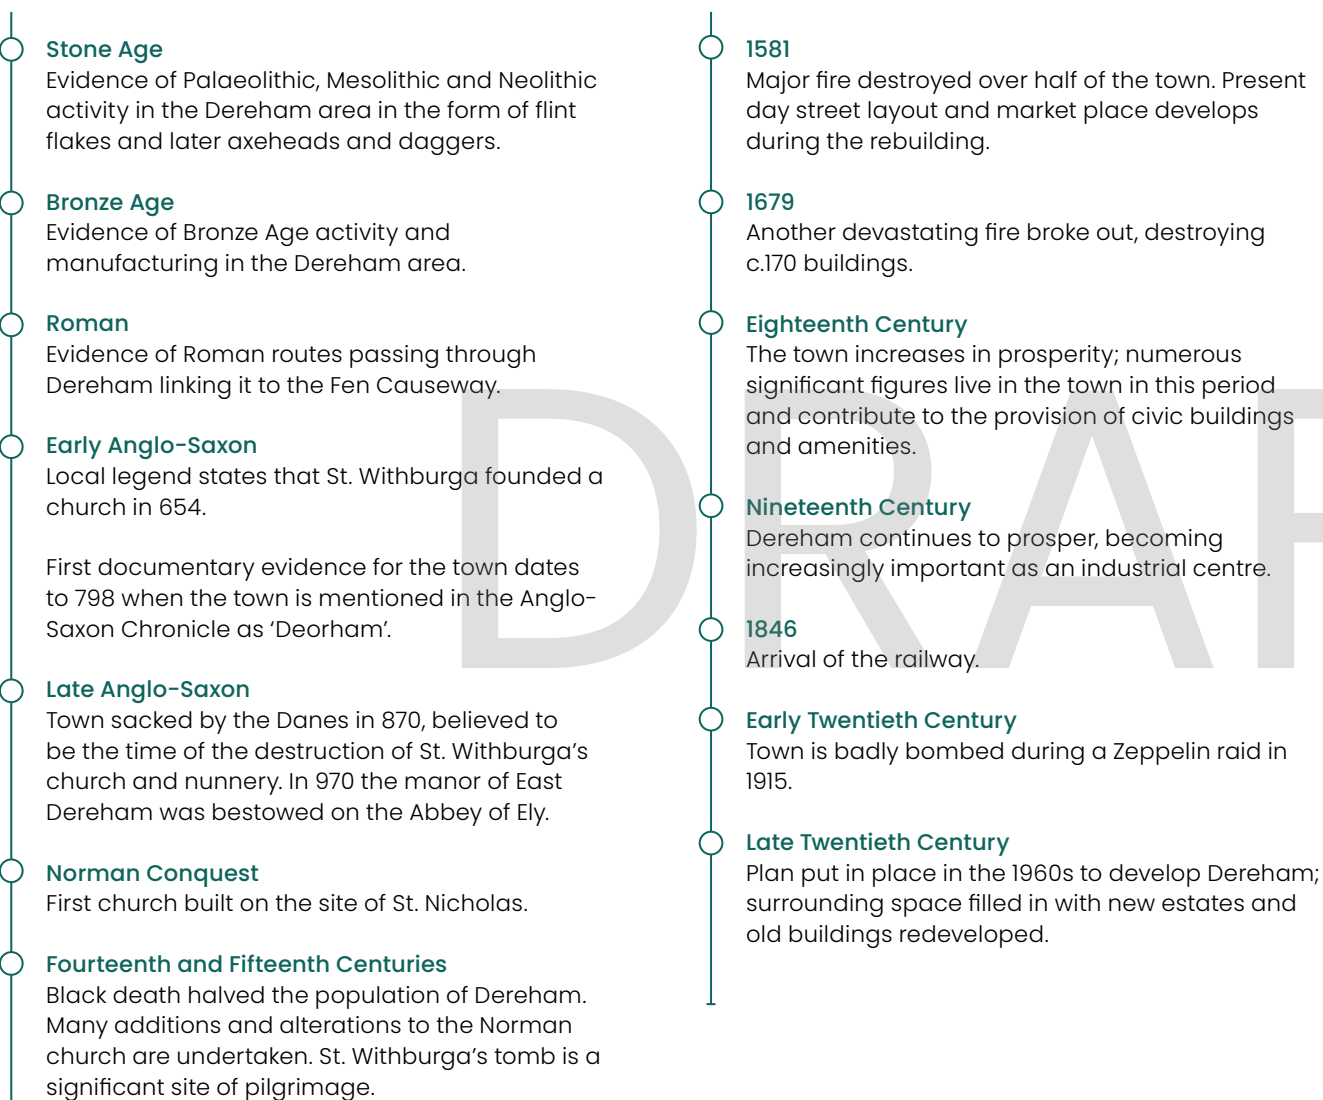 Stone Age
Evidence of Palaeolithic, Mesolithic and Neolithic
activity in the Dereham area in the form of flint
flakes and later axeheads and daggers.
Bronze Age
Evidence of Bronze Age activity and
manufacturing in the Dereham area.
Roman
Evidence of Roman routes passing through
Dereham linking it to the Fen Causeway.
Early Anglo-Saxon
Local legend states that St. Withburga founded a
church in 654.
First documentary evidence for the town dates
to 798 when the town is mentioned in the Anglo-
Saxon Chronicle as ‘Deorham’.
Late Anglo-Saxon
Town sacked by the Danes in 870, believed to
be the time of the destruction of St. Withburga’s
church and nunnery. In 970 the manor of East
Dereham was bestowed on the Abbey of Ely.
Norman Conquest
First church built on the site of St. Nicholas.
Fourteenth and Fifteenth Centuries
Black death halved the population of Dereham.
Many additions and alterations to the Norman
church are undertaken. St. Withburga’s tomb is a
significant site of pilgrimage.
1581
Major fire destroyed over half of the town. Present
day street layout and market place develops
during the rebuilding.
1679
Another devastating fire broke out, destroying
c.170 buildings.
Eighteenth Century
The town increases in prosperity; numerous
significant figures live in the town in this period
and contribute to the provision of civic buildings
and amenities.
Nineteenth Century
Dereham continues to prosper, becoming
increasingly important as an industrial centre.
1846
Arrival of the railway.
Early Twentieth Century
Town is badly bombed during a Zeppelin raid in
1915.
Late Twentieth Century
Plan put in place in the 1960s to develop Dereham;
surrounding space filled in with new estates and
old buildings redeveloped.